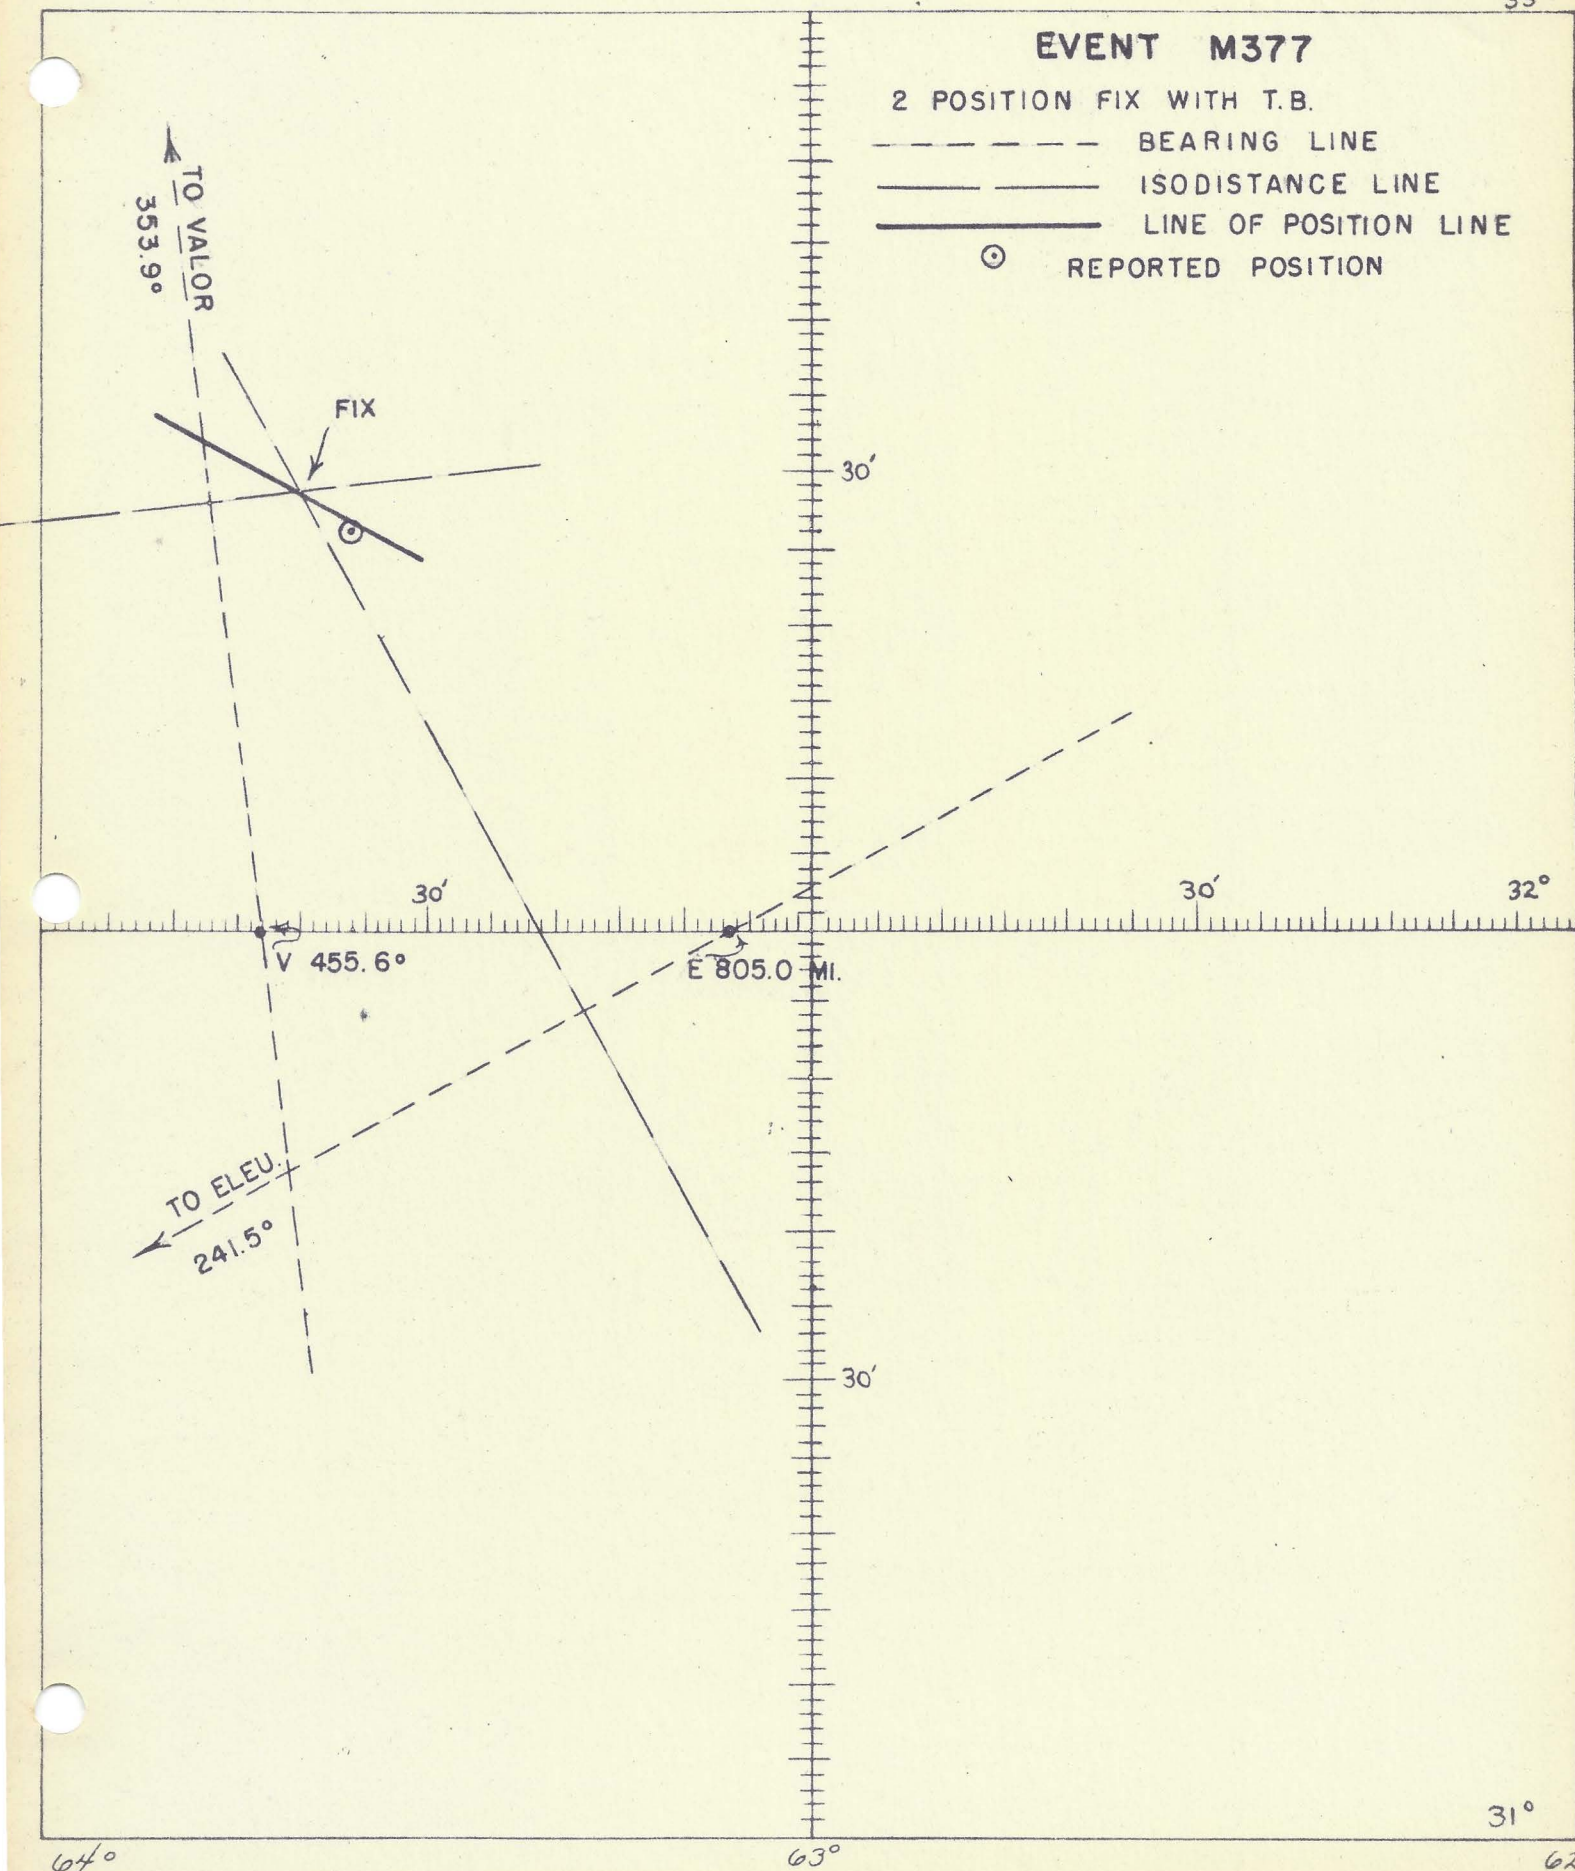 EVENT M377
2 POSITION FIX WITH T.B.
BEARING LINE
ISODISTANCE LINE
LINE OF POSITION LINE
REPORTED POSITION
TO VALOR
353.9°
FIX
30'
30'
30'
32°
V 455.6°
E 805.0 MI.
TO ELEU.
241.5°
30'
31°
64°
63°